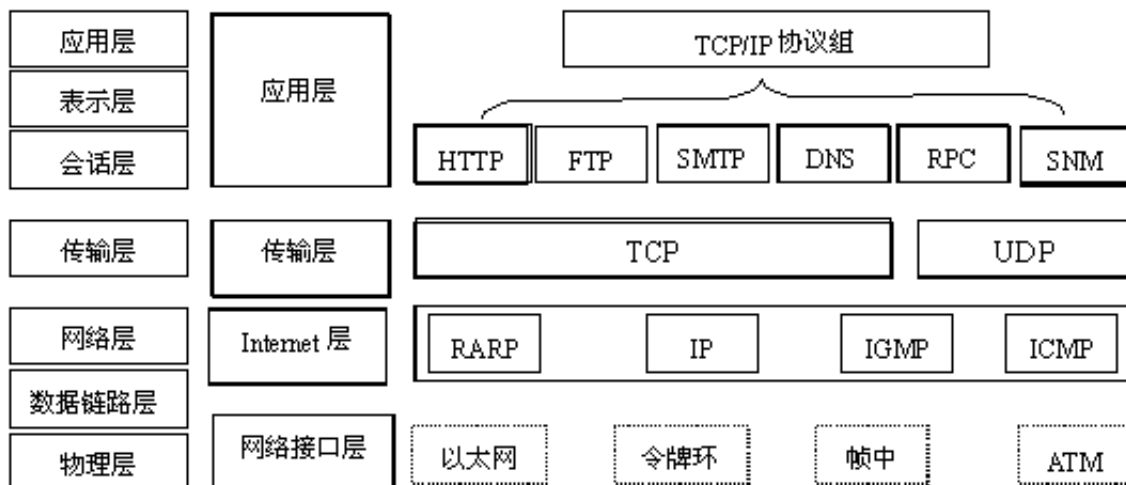 应用层
表示层
会话层
传输层
网络层
数据链路层
物理层
应用层
传输层
Internet 层
网络接口层
TCP/IP 协议组
HTTP FTP SMTP DNS RPC SNM
TCP UDP
RARP IP IGMP ICMP
以太网 令牌环 帧中 ATM